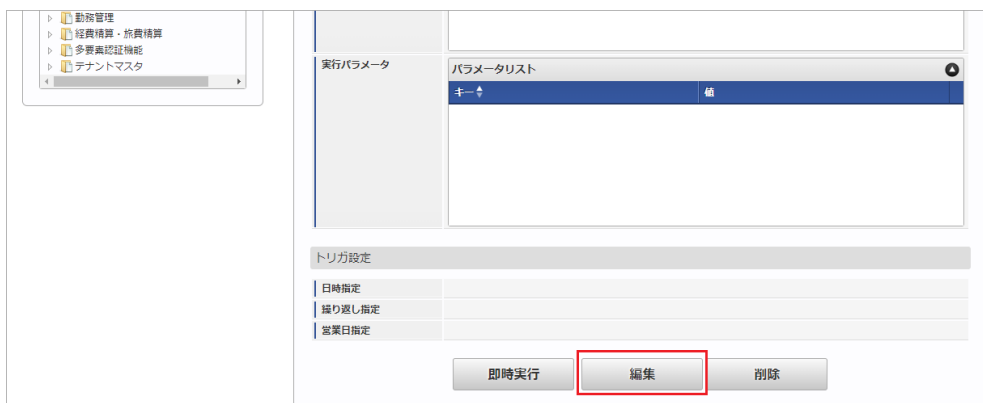 勤務管理
経費精算・旅費精算
多要素認証機能
テナントマスタ
実行パラメータ
パラメータリスト
キー 値
トリガ設定
日時指定
繰り返し指定
営業日指定
即時実行 編集 削除